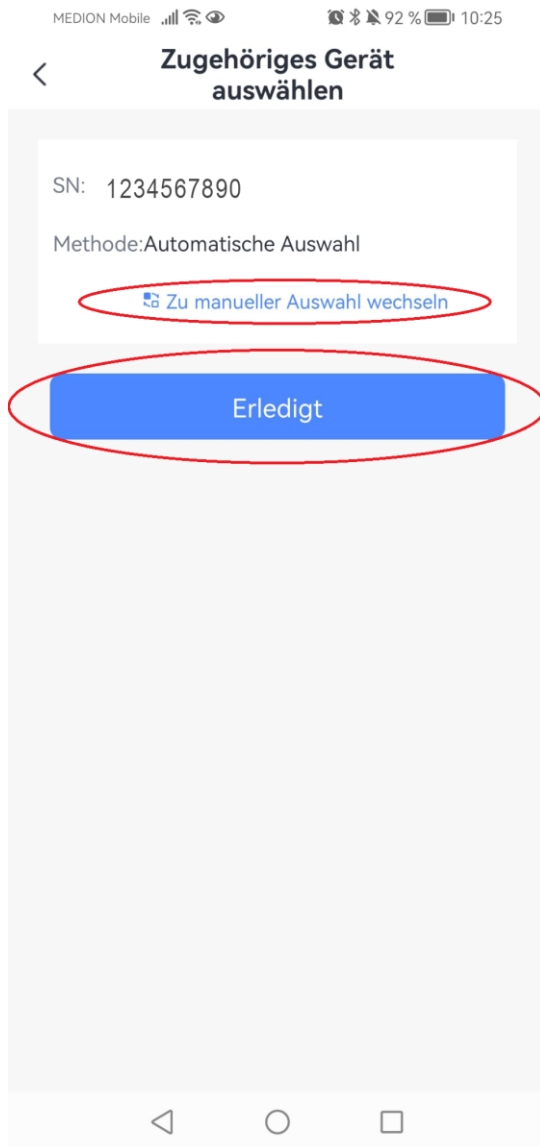 MEDION Mobile 92 % 10:25
Zugehöriges Gerät
auswählen
SN: 1234567890
Methode:Automatische Auswahl
Zu manueller Auswahl wechseln
Erledigt